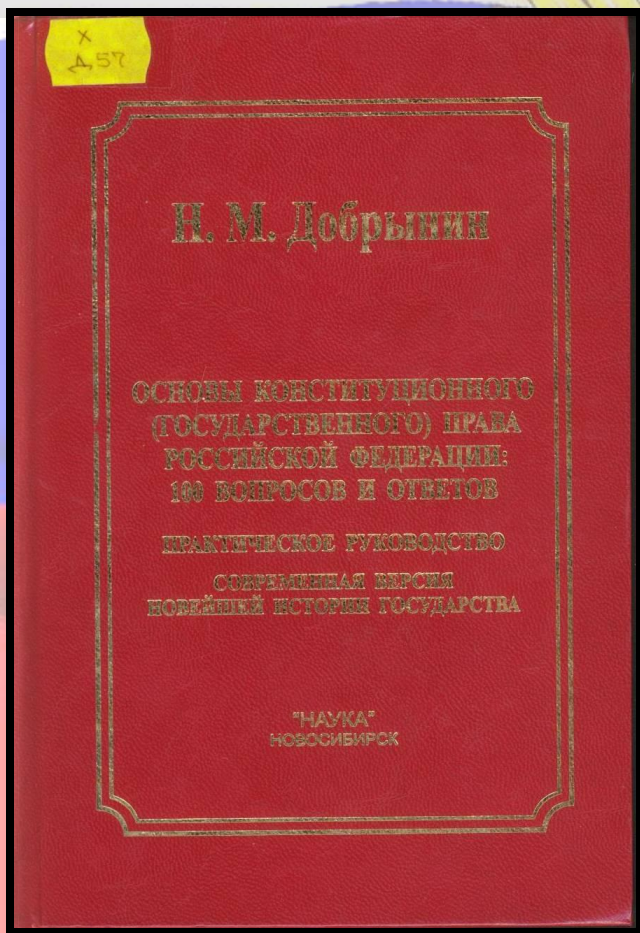 Х
Д57
Н. М. Добрынин
ОСНОВЫ КОНСТИТУЦИОННОГО
(ГОСУДАРСТВЕННОГО) ПРАВА
РОССИЙСКОЙ ФЕДЕРАЦИИ:
100 ВОПРОСОВ И ОТВЕТОВ
ПРАКТИЧЕСКОЕ РУКОВОДСТВО
СОВРЕМЕННАЯ ВЕРСИЯ
НОВЕЙШЕЙ ИСТОРИИ ГОСУДАРСТВА
"НАУКА"
НОВОСИБИРСК